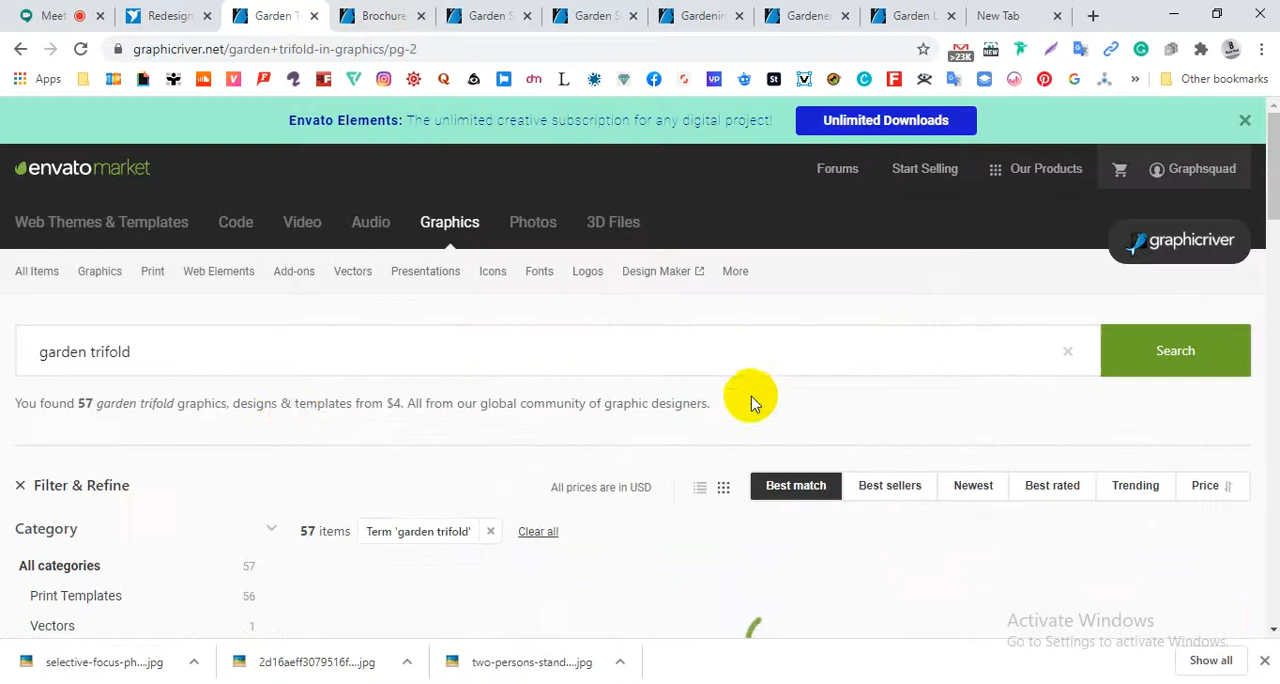 Meet
Redesign
Garden T
Brochure
Garden S
Garden S
Gardenin
Gardener
Garden L
New Tab
graphicriver.net/garden+trifold-in-graphics/pg-2
>23K
NEW
Apps
Other bookmarks
Envato Elements: The unlimited creative subscription for any digital project!
Unlimited Downloads
envatomarket
Forums
Start Selling
Our Products
Graphsquad
Web Themes & Templates
Code
Video
Audio
Graphics
Photos
3D Files
graphicriver
All Items
Graphics
Print
Web Elements
Add-ons
Vectors
Presentations
Icons
Fonts
Logos
Design Maker
More
garden trifold
Search
You found 57 garden trifold graphics, designs & templates from $4. All from our global community of graphic designers.
Filter & Refine
All prices are in USD
Best match
Best sellers
Newest
Best rated
Trending
Price
Category
57 items
Term 'garden trifold'
Clear all
All categories
57
Print Templates
56
Vectors
1
Activate Windows
Go to Settings to activate Windows.
selective-focus-ph....jpg
2d16aeff3079516f....jpg
two-persons-stand....jpg
Show all